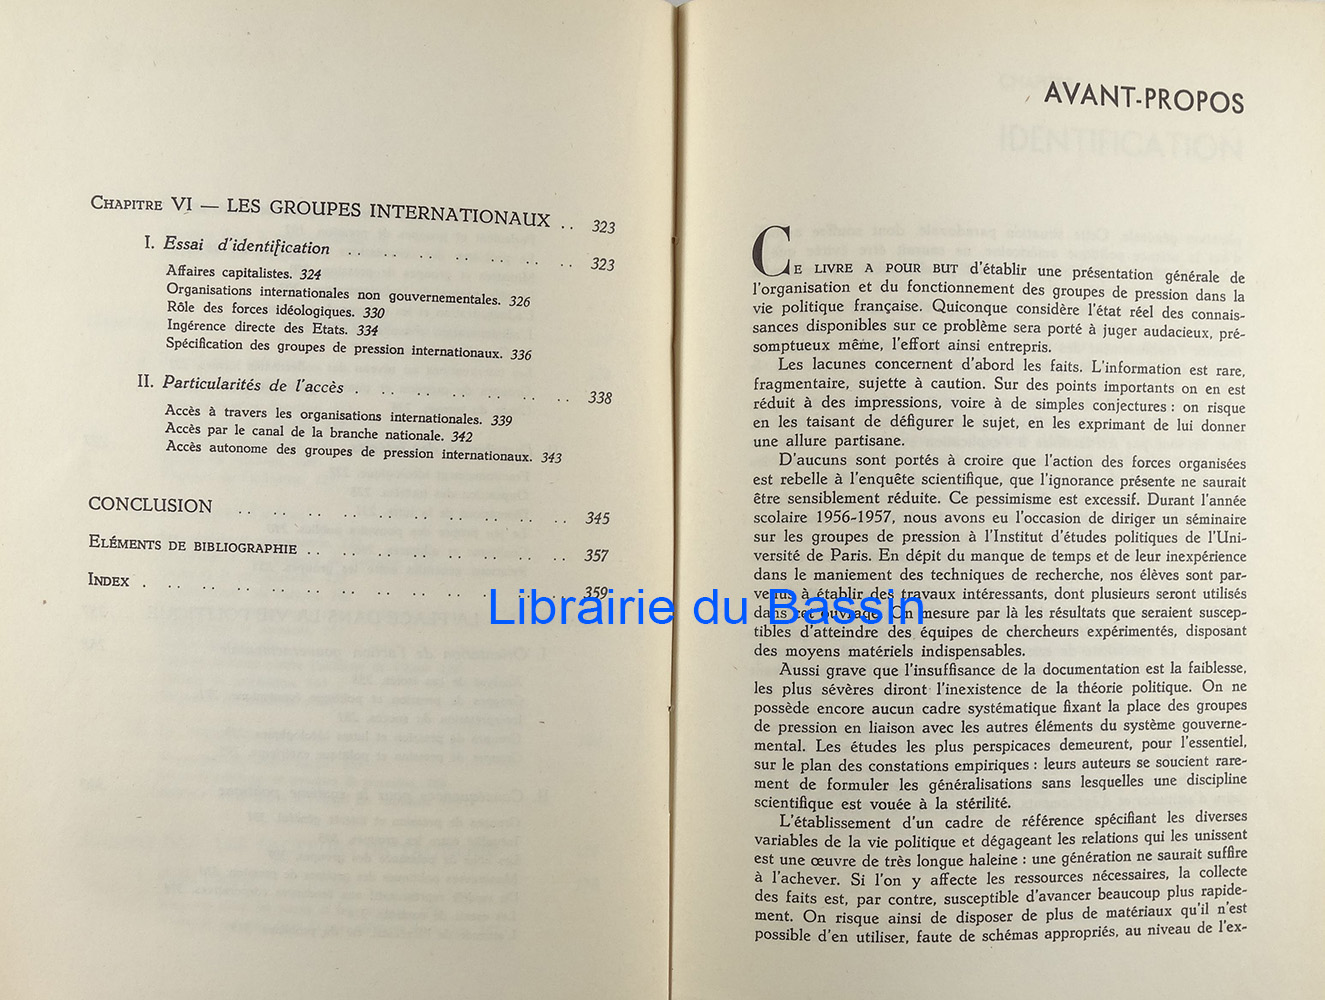 CHAPITRE VI — LES GROUPES INTERNATIONAUX . . 323
I. Essai d'identification . . . . . . . . . . 323
Affaires capitalistes. 324
Organisations internationales non gouvernementales. 326
Rôle des forces idéologiques. 330
Ingérence directe des Etats. 334
Spécification des groupes de pression internationaux. 336
II. Particularités de l'accès . . . . . . . . . . 338
Accès à travers les organisations internationales. 339
Accès par le canal de la branche nationale. 342
Accès autonome des groupes de pression internationaux. 343
CONCLUSION . . . . . . . . . . . . 345
ELÉMENTS DE BIBLIOGRAPHIE . . . . . . . . . . 357
INDEX . . . . . . . . . . . . . . 359
AVANT-PROPOS
IDENTIFICATION
CE LIVRE A POUR BUT d'établir une présentation générale de
l'organisation et du fonctionnement des groupes de pression dans la
vie politique française. Quiconque considère l'état réel des connais-
sances disponibles sur ce problème sera porté à juger audacieux, pré-
somptueux même, l'effort ainsi entrepris.
Les lacunes concernent d'abord les faits. L'information est rare,
fragmentaire, sujette à caution. Sur des points importants on en est
réduit à des impressions, voire à de simples conjectures : on risque
en les taisant de défigurer le sujet, en les exprimant de lui donner
une allure partisane.
D'aucuns sont portés à croire que l'action des forces organisées
est rebelle à l'enquête scientifique, que l'ignorance présente ne saurait
être sensiblement réduite. Ce pessimisme est excessif. Durant l'année
scolaire 1956-1957, nous avons eu l'occasion de diriger un séminaire
sur les groupes de pression à l'Institut d'études politiques de l'Uni-
versité de Paris. En dépit du manque de temps et de leur inexpérience
dans le maniement des techniques de recherche, nos élèves sont par-
venus à établir des travaux intéressants, dont plusieurs seront utilisés
dans cet ouvrage. On mesure par là les résultats que seraient suscep-
tibles d'atteindre des équipes de chercheurs expérimentés, disposant
des moyens matériels indispensables.
Aussi grave que l'insuffisance de la documentation est la faiblesse,
les plus sévères diront l'inexistence de la théorie politique. On ne
possède encore aucun cadre systématique fixant la place des groupes
de pression en liaison avec les autres éléments du système gouverne-
mental. Les études les plus perspicaces demeurent, pour l'essentiel,
sur le plan des constations empiriques : leurs auteurs se soucient rare-
ment de formuler les généralisations sans lesquelles une discipline
scientifique est vouée à la stérilité.
L'établissement d'un cadre de référence spécifiant les diverses
variables de la vie politique et dégageant les relations qui les unissent
est une œuvre de très longue haleine : une génération ne saurait suffire
à l'achever. Si l'on y affecte les ressources nécessaires, la collecte
des faits est, par contre, susceptible d'avancer beaucoup plus rapide-
ment. On risque ainsi de disposer de plus de matériaux qu'il n'est
possible d'en utiliser, faute de schémas appropriés, au niveau de l'ex-
Librairie du Bassin